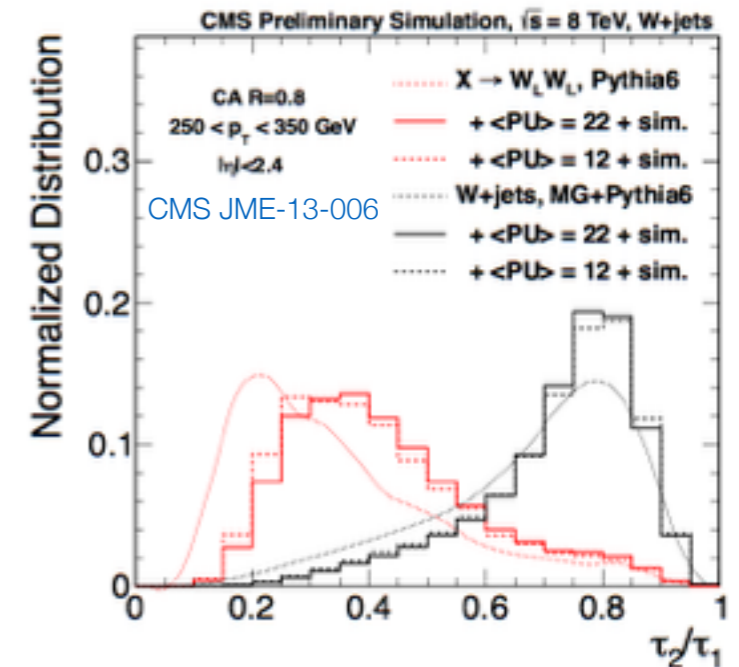 CMS Preliminary Simulation, √s = 8 TeV, W+jets
CA R=0.8
250 < p_T < 350 GeV
|η|<2.4
CMS JME-13-006
X → W_L W_L, Pythia6
+ <PU> = 22 + sim.
+ <PU> = 12 + sim.
W+jets, MG+Pythia6
+ <PU> = 22 + sim.
+ <PU> = 12 + sim.
Normalized Distribution
0.3
0.2
0.1
0
0 0.2 0.4 0.6 0.8 1
τ₂/τ₁